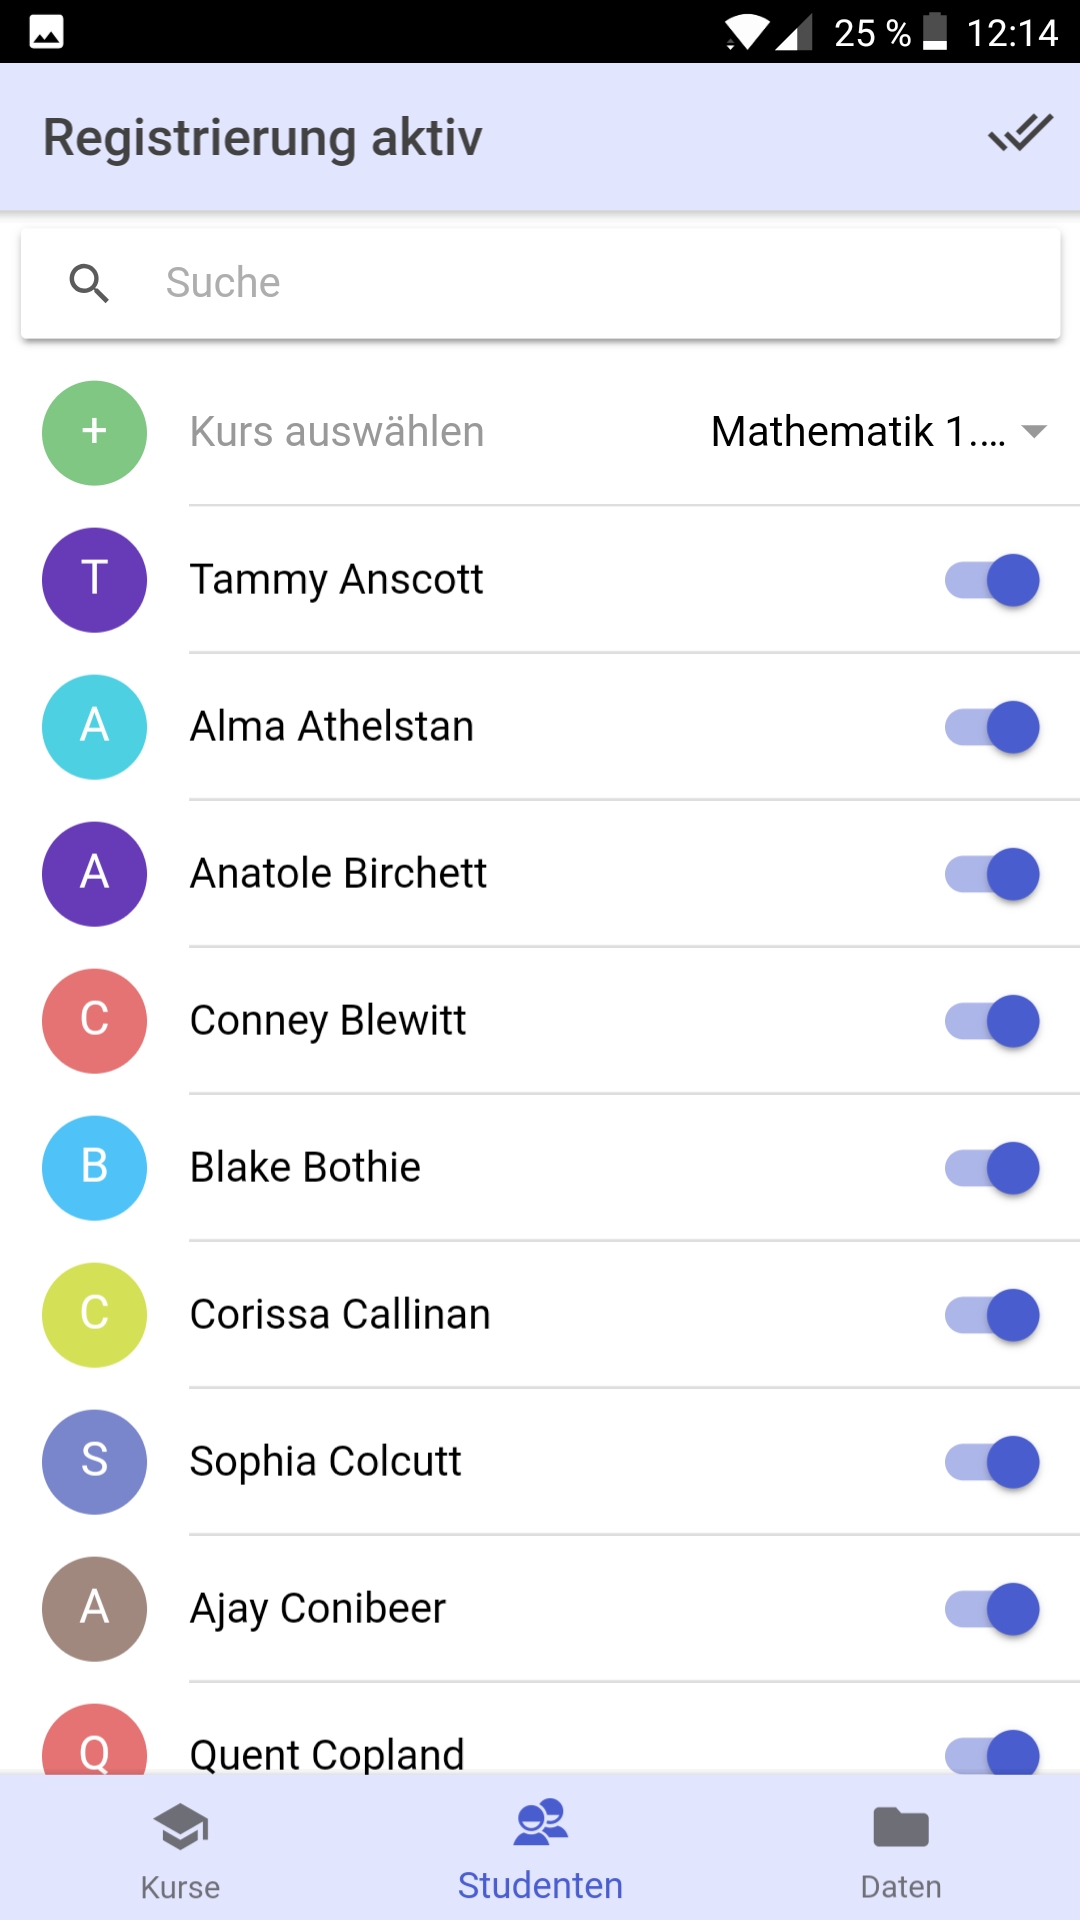 25 % 12:14
Registrierung aktiv
Suche
+ Kurs auswählen Mathematik 1....
T Tammy Anscott
A Alma Athelstan
A Anatole Birchett
C Conney Blewitt
B Blake Bothie
C Corissa Callinan
S Sophia Colcutt
A Ajay Conibeer
Q Quent Copland
Kurse Studenten Daten